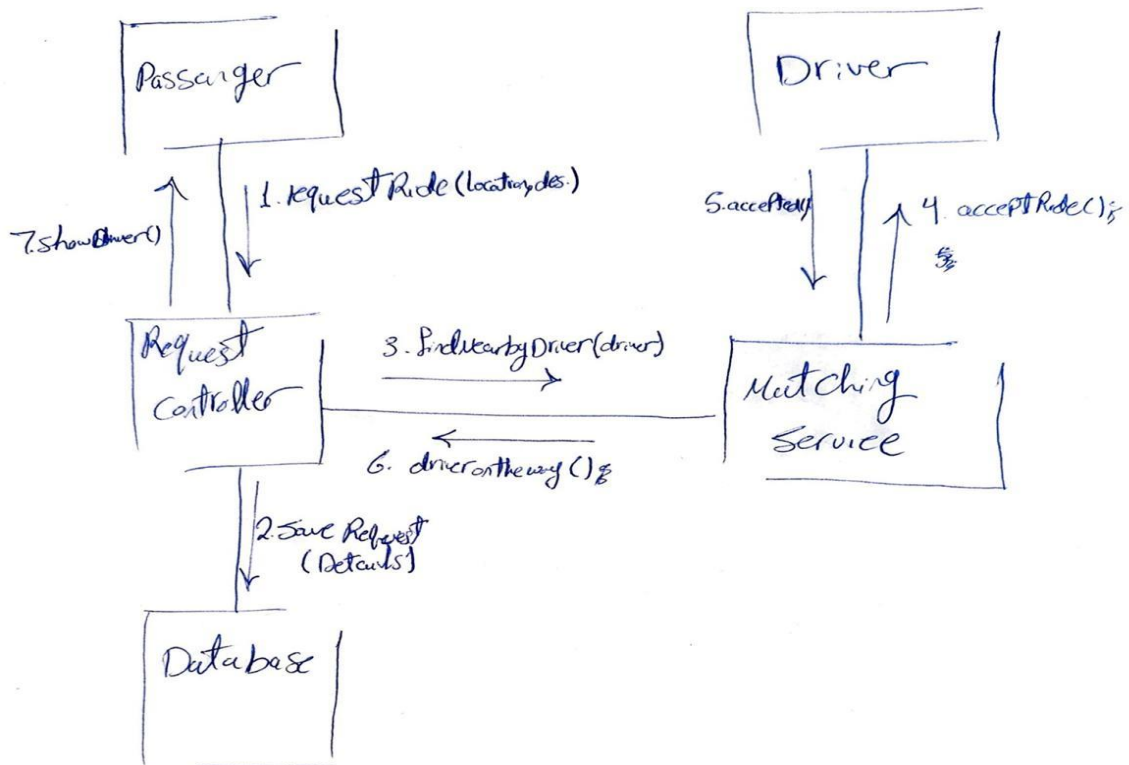 Passanger
Driver
1. requestRide (location, des.)
7. showDriver()
5. accepted()
4. acceptRide();
Request
Controller
3. findNearbyDriver(driver)
Matching
Service
6. driverontheway();
2. Save Request
(Details)
Database